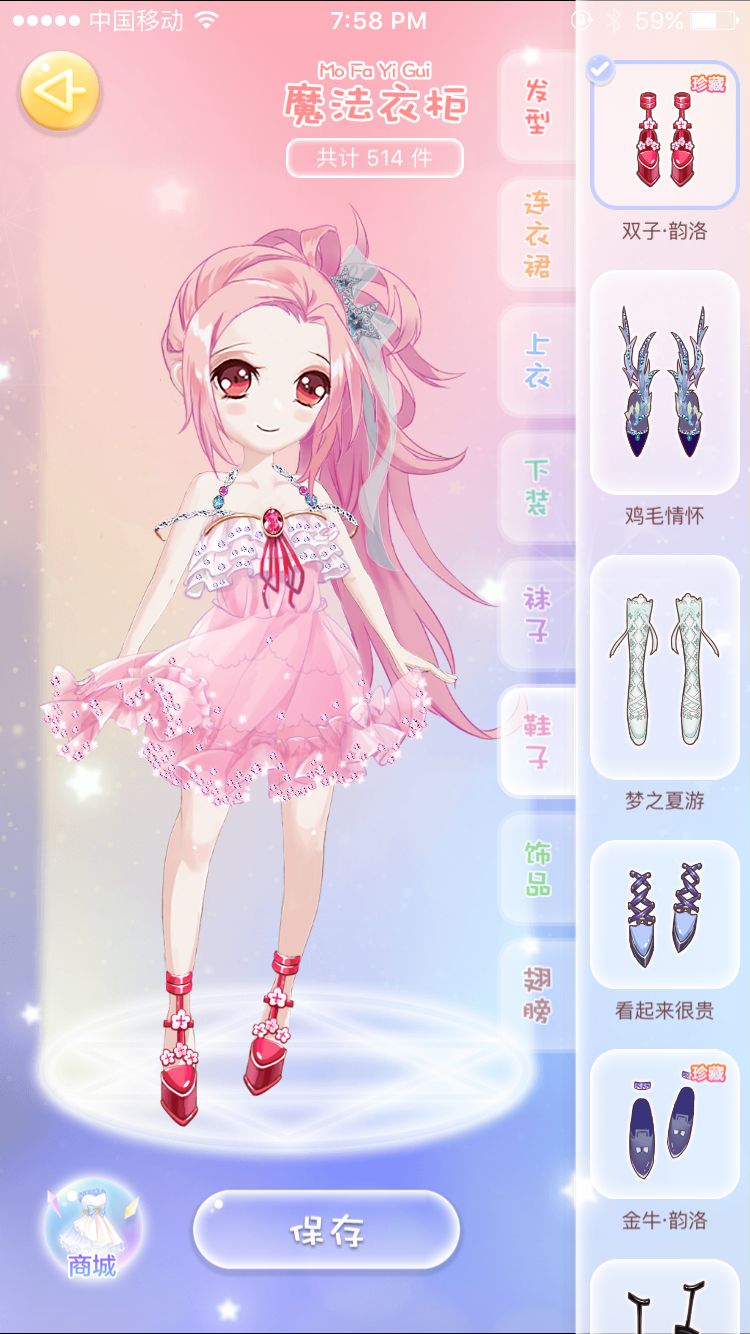 中国移动
7:58 PM
59%
Mo Fa Yi Gui
魔法衣柜
共计 514 件
发型
连衣裙
上衣
下装
袜子
鞋子
饰品
翅膀
珍藏
双子·韵洛
鸡毛情怀
梦之夏游
看起来很贵
珍藏
金牛·韵洛
商城
保存